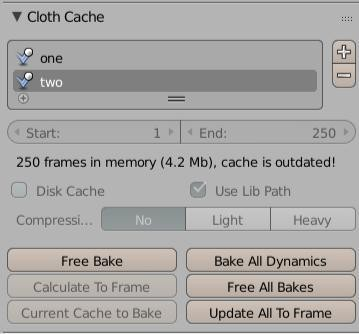 Cloth Cache
one
two
Start: 1 End: 250
250 frames in memory (4.2 Mb), cache is outdated!
Disk Cache Use Lib Path
Compressi... No Light Heavy
Free Bake Bake All Dynamics
Calculate To Frame Free All Bakes
Current Cache to Bake Update All To Frame